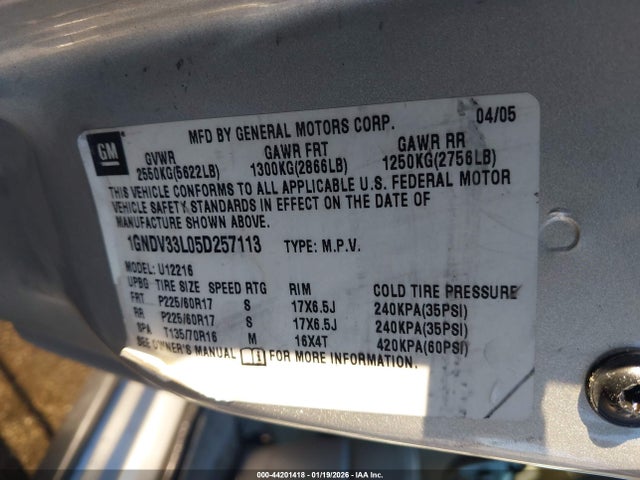 GM
MFD BY GENERAL MOTORS CORP. 04/05
GVWR GAWR FRT GAWR RR
2550KG(5622LB) 1300KG(2866LB) 1250KG(2756LB)
THIS VEHICLE CONFORMS TO ALL APPLICABLE U.S. FEDERAL MOTOR
VEHICLE SAFETY STANDARDS IN EFFECT ON THE DATE OF
MANUFACTURE SHOWN ABOVE.
1GNDV33L05D257113 TYPE: M.P.V.
MODEL: U12216
UPBG TIRE SIZE SPEED RTG RIM COLD TIRE PRESSURE
FRT P225/60R17 S 17X6.5J 240KPA(35PSI)
RR P225/60R17 S 17X6.5J 240KPA(35PSI)
SPA T135/70R16 M 16X4T 420KPA(60PSI)
SEE OWNER'S MANUAL FOR MORE INFORMATION.
000-44201418 - 01/19/2026 - IAA Inc.